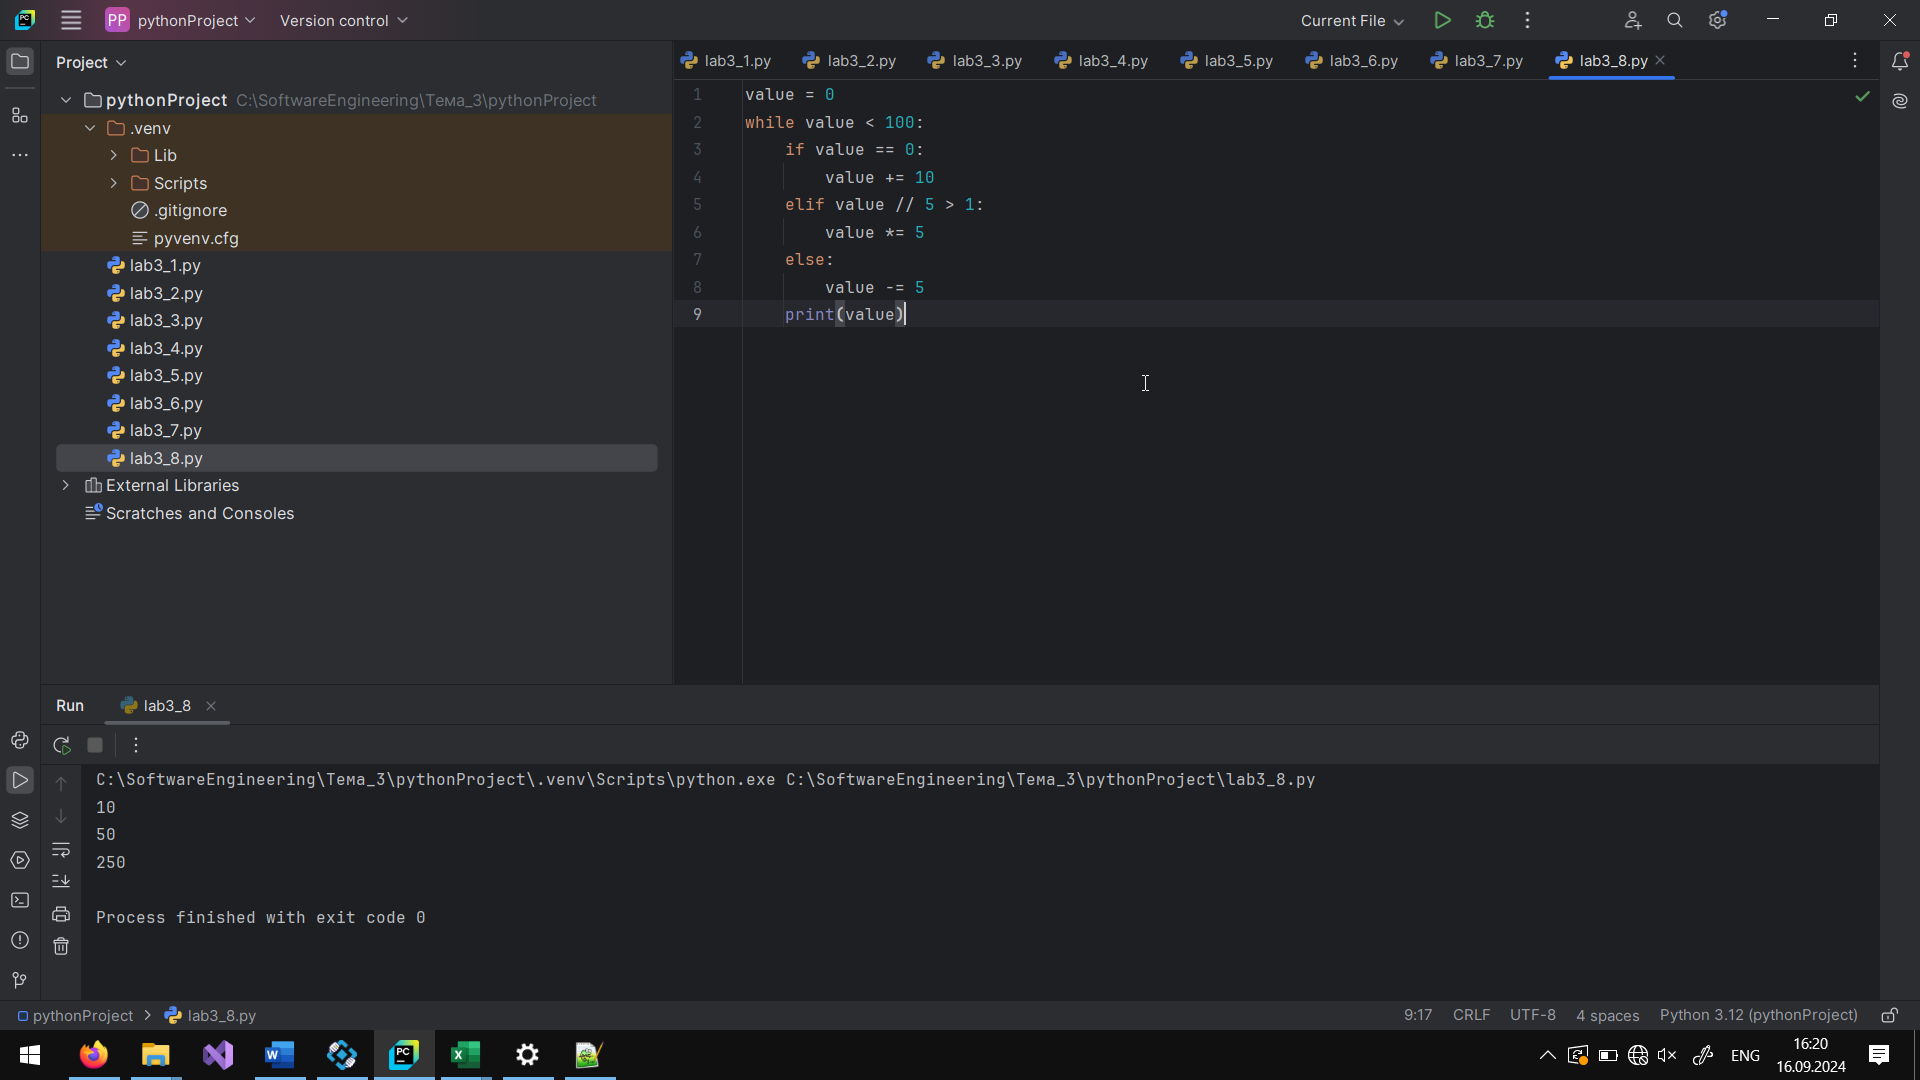 PP pythonProject Version control Current File
Project
lab3_1.py lab3_2.py lab3_3.py lab3_4.py lab3_5.py lab3_6.py lab3_7.py lab3_8.py
pythonProject C:\SoftwareEngineering\Тема_3\pythonProject
.venv
Lib
Scripts
.gitignore
pyvenv.cfg
lab3_1.py
lab3_2.py
lab3_3.py
lab3_4.py
lab3_5.py
lab3_6.py
lab3_7.py
lab3_8.py
External Libraries
Scratches and Consoles
1 value = 0
2 while value < 100:
3 if value == 0:
4 value += 10
5 elif value // 5 > 1:
6 value *= 5
7 else:
8 value -= 5
9 print(value)
Run lab3_8
C:\SoftwareEngineering\Тема_3\pythonProject\.venv\Scripts\python.exe C:\SoftwareEngineering\Тема_3\pythonProject\lab3_8.py
10
50
250
Process finished with exit code 0
pythonProject > lab3_8.py 9:17 CRLF UTF-8 4 spaces Python 3.12 (pythonProject)
ENG 16:20
16.09.2024